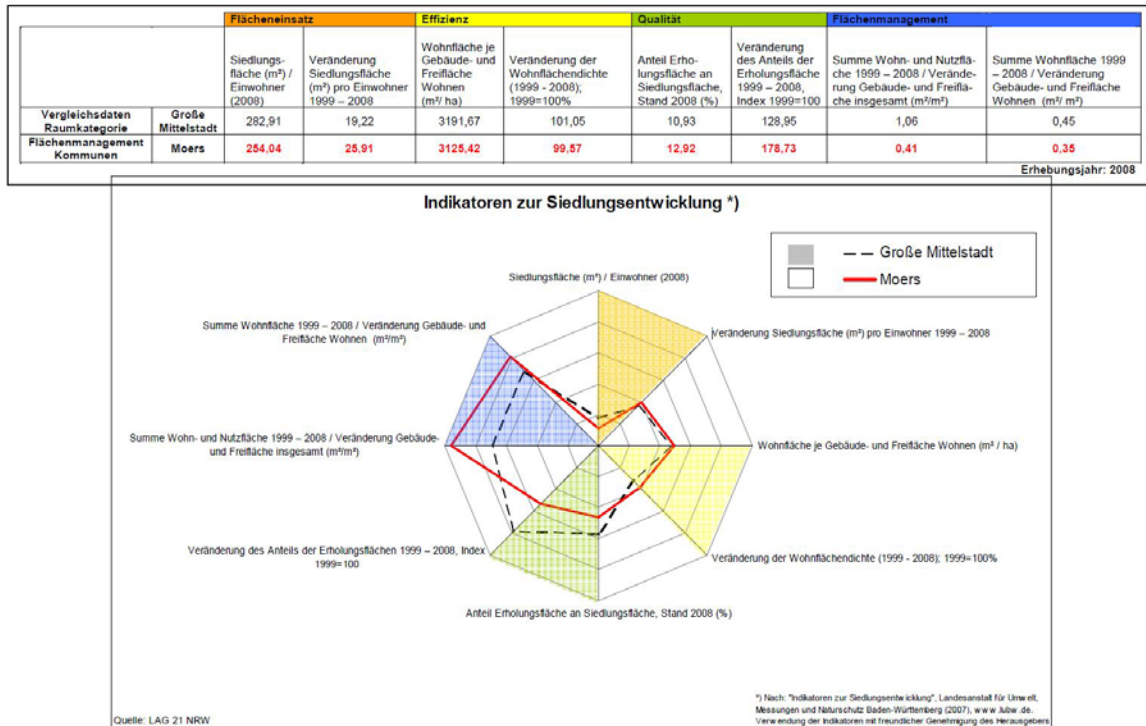 Flächeneinsatz Effizienz Qualität Flächenmanagement
Siedlungs-
fläche (m²) /
Einwohner
(2008)
Veränderung
Siedlungsfläche
(m²) pro Einwohner
1999 – 2008
Wohnfläche je
Gebäude- und
Freifläche
Wohnen
(m²/ ha)
Veränderung der
Wohnflächendichte
(1999 - 2008);
1999=100%
Anteil Erho-
lungsfläche an
Siedlungsfläche,
Stand 2008 (%)
Veränderung
des Anteils der
Erholungsfläche
1999 – 2008,
Index 1999=100
Summe Wohn- und Nutzflä-
che 1999 – 2008 / Verände-
rung Gebäude- und Freiflä-
che insgesamt (m²/m²)
Summe Wohnfläche 1999
– 2008 / Veränderung
Gebäude- und Freifläche
Wohnen (m²/ m²)
Vergleichsdaten
Raumkategorie
Große
Mittelstadt
282,91 19,22 3191,67 101,05 10,93 128,95 1,06 0,45
Flächenmanagement
Kommunen
Moers
254,04 25,91 3125,42 99,57 12,92 178,73 0,41 0,35
Erhebungsjahr: 2008
Indikatoren zur Siedlungsentwicklung *)
Große Mittelstadt
Moers
Siedlungsfläche (m²) / Einwohner (2008)
Summe Wohnfläche 1999 – 2008 / Veränderung Gebäude- und
Freifläche Wohnen (m²/m²)
Veränderung Siedlungsfläche (m²) pro Einwohner 1999 – 2008
Summe Wohn- und Nutzfläche 1999 – 2008 / Veränderung Gebäude-
und Freifläche insgesamt (m²/m²)
Wohnfläche je Gebäude- und Freifläche Wohnen (m² / ha)
Veränderung des Anteils der Erholungsflächen 1999 – 2008, Index
1999=100
Veränderung der Wohnflächendichte (1999 - 2008); 1999=100%
Anteil Erholungsfläche an Siedlungsfläche, Stand 2008 (%)
*) Nach: "Indikatoren zur Siedlungsentwicklung", Landesanstalt für Umwelt,
Messungen und Naturschutz Baden-Württemberg (2007), www.lubw.de.
Verwendung der Indikatoren mit freundlicher Genehmigung des Herausgebers
Quelle: LAG 21 NRW